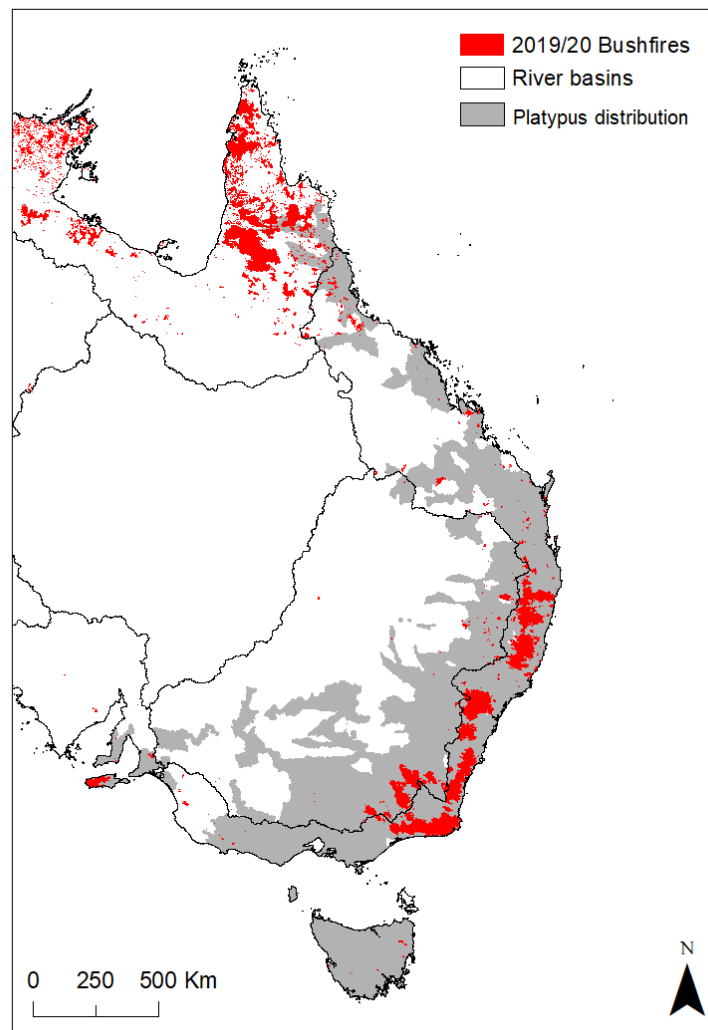 2019/20 Bushfires
River basins
Platypus distribution
N
0 250 500 Km